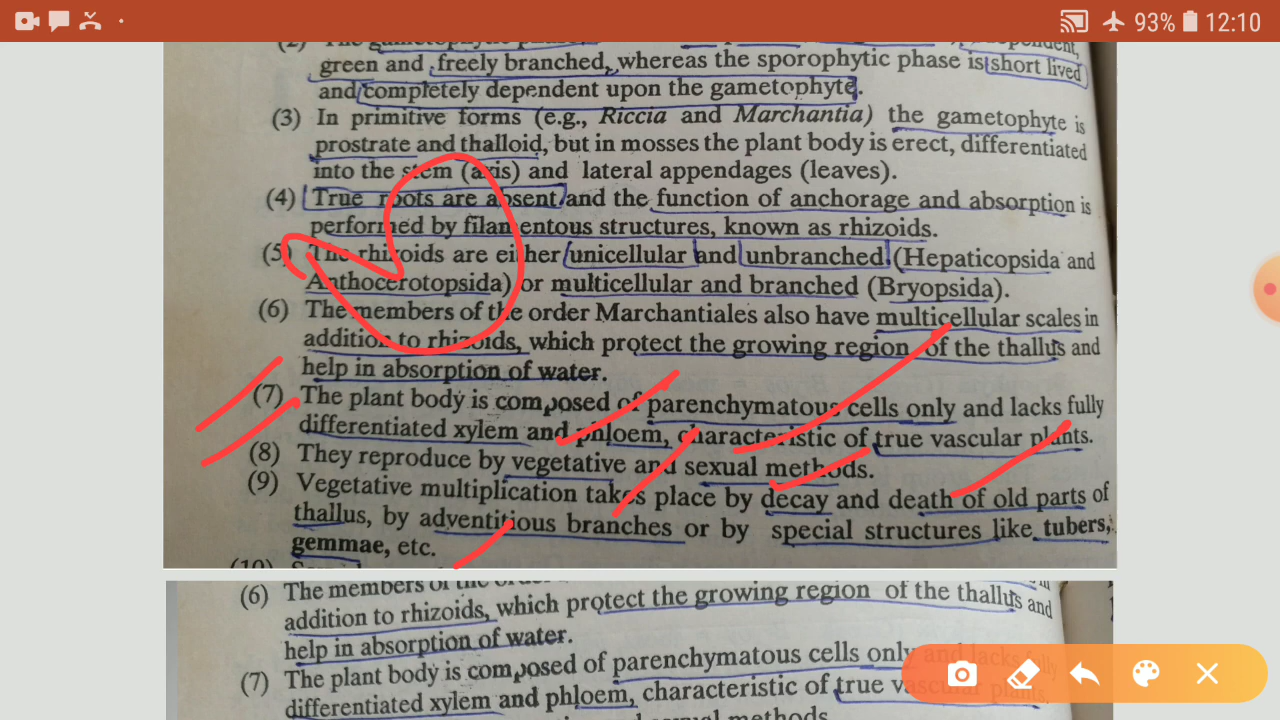 93% 12:10
green and freely branched, whereas the sporophytic phase is short lived
and completely dependent upon the gametophyte.
(3) In primitive forms (e.g., Riccia and Marchantia) the gametophyte is
prostrate and thalloid, but in mosses the plant body is erect, differentiated
into the stem (axis) and lateral appendages (leaves).
(4) True roots are absent and the function of anchorage and absorption is
performed by filamentous structures, known as rhizoids.
(5) The rhizoids are either unicellular and unbranched (Hepaticopsida and
Anthocerotopsida) or multicellular and branched (Bryopsida).
(6) The members of the order Marchantiales also have multicellular scales in
addition to rhizoids, which protect the growing region of the thallus and
help in absorption of water.
(7) The plant body is composed of parenchymatous cells only and lacks fully
differentiated xylem and phloem, characteristic of true vascular plants.
(8) They reproduce by vegetative and sexual methods.
(9) Vegetative multiplication takes place by decay and death of old parts of
thallus, by adventitious branches or by special structures like tubers,
gemmae, etc.
(6) The members of the
addition to rhizoids, which protect the growing region of the thallus and
help in absorption of water.
(7) The plant body is composed of parenchymatous cells only and lacks fully
differentiated xylem and phloem, characteristic of true vascular plants.
sexual methods.